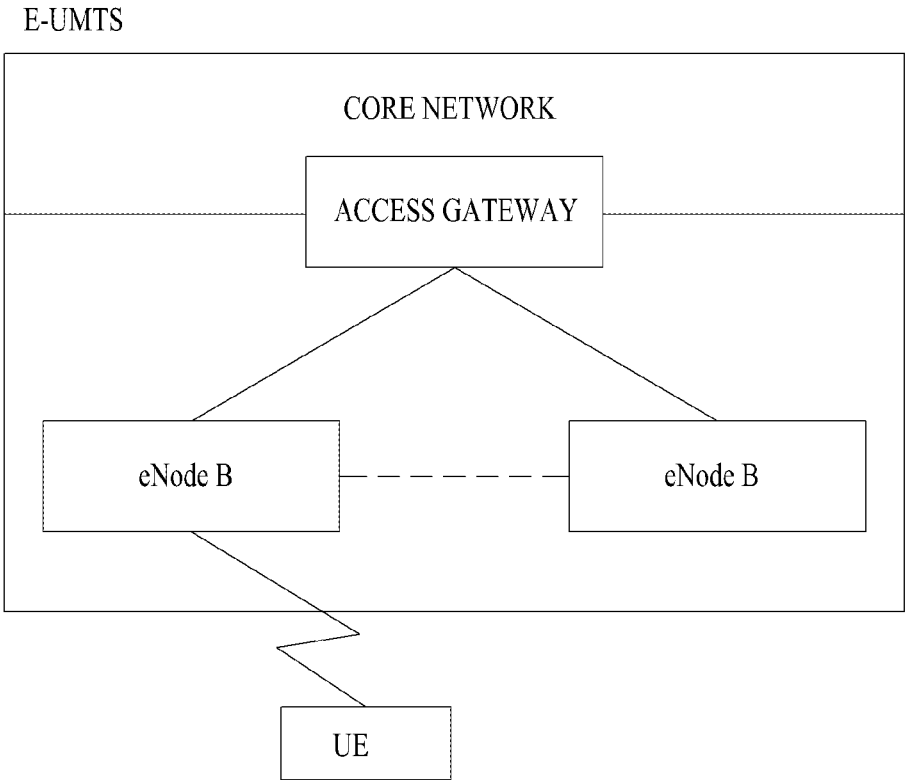 E-UMTS
CORE NETWORK
ACCESS GATEWAY
eNode B
eNode B
UE